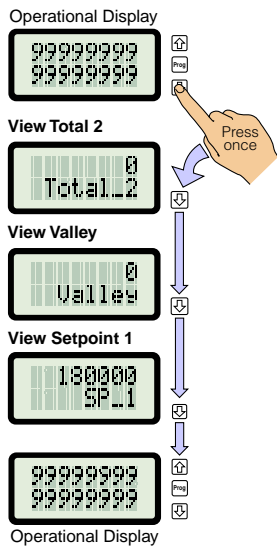 Operational Display
99999999
99999999
Prog
Press
once
View Total 2
0
Total_2
View Valley
0
Valley
View Setpoint 1
180000
SP_1
99999999
99999999
Prog
Operational Display